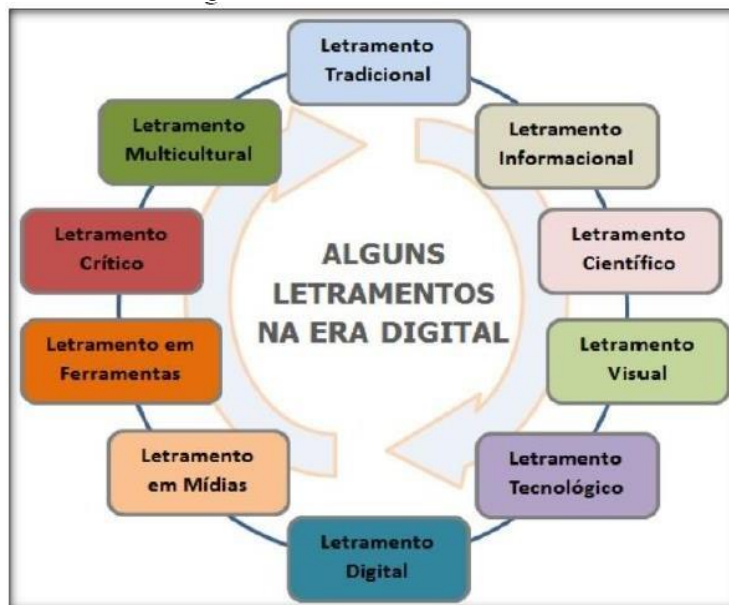 Letramento
Tradicional
Letramento
Informacional
Letramento
Científico
Letramento
Visual
Letramento
Tecnológico
Letramento
Digital
Letramento
em Mídias
Letramento em
Ferramentas
Letramento
Crítico
Letramento
Multicultural
ALGUNS
LETRAMENTOS
NA ERA DIGITAL